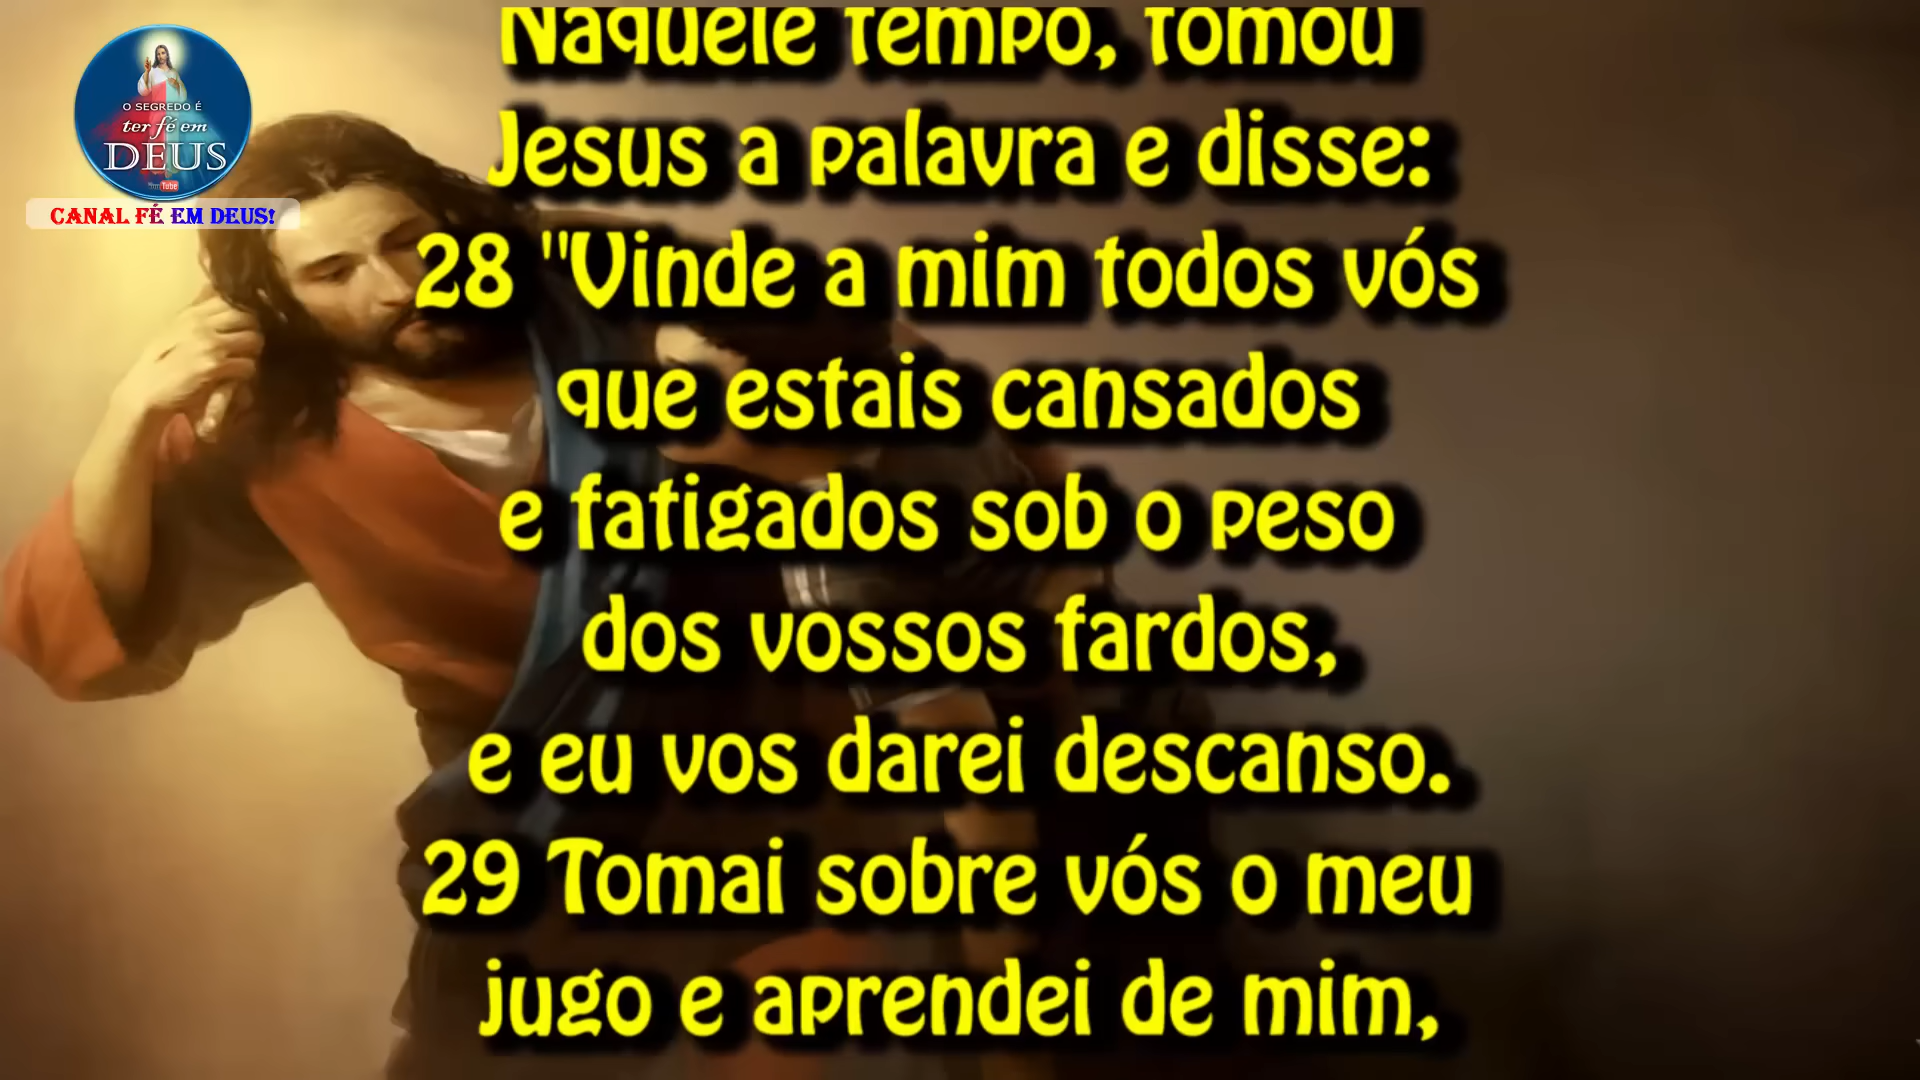 O SEGREDO É
ter fé em
DEUS
YouTube
CANAL FÉ EM DEUS!
Naquele tempo, tomou
Jesus a palavra e disse:
28 "Vinde a mim todos vós
que estais cansados
e fatigados sob o peso
dos vossos fardos,
e eu vos darei descanso.
29 Tomai sobre vós o meu
jugo e aprendei de mim,